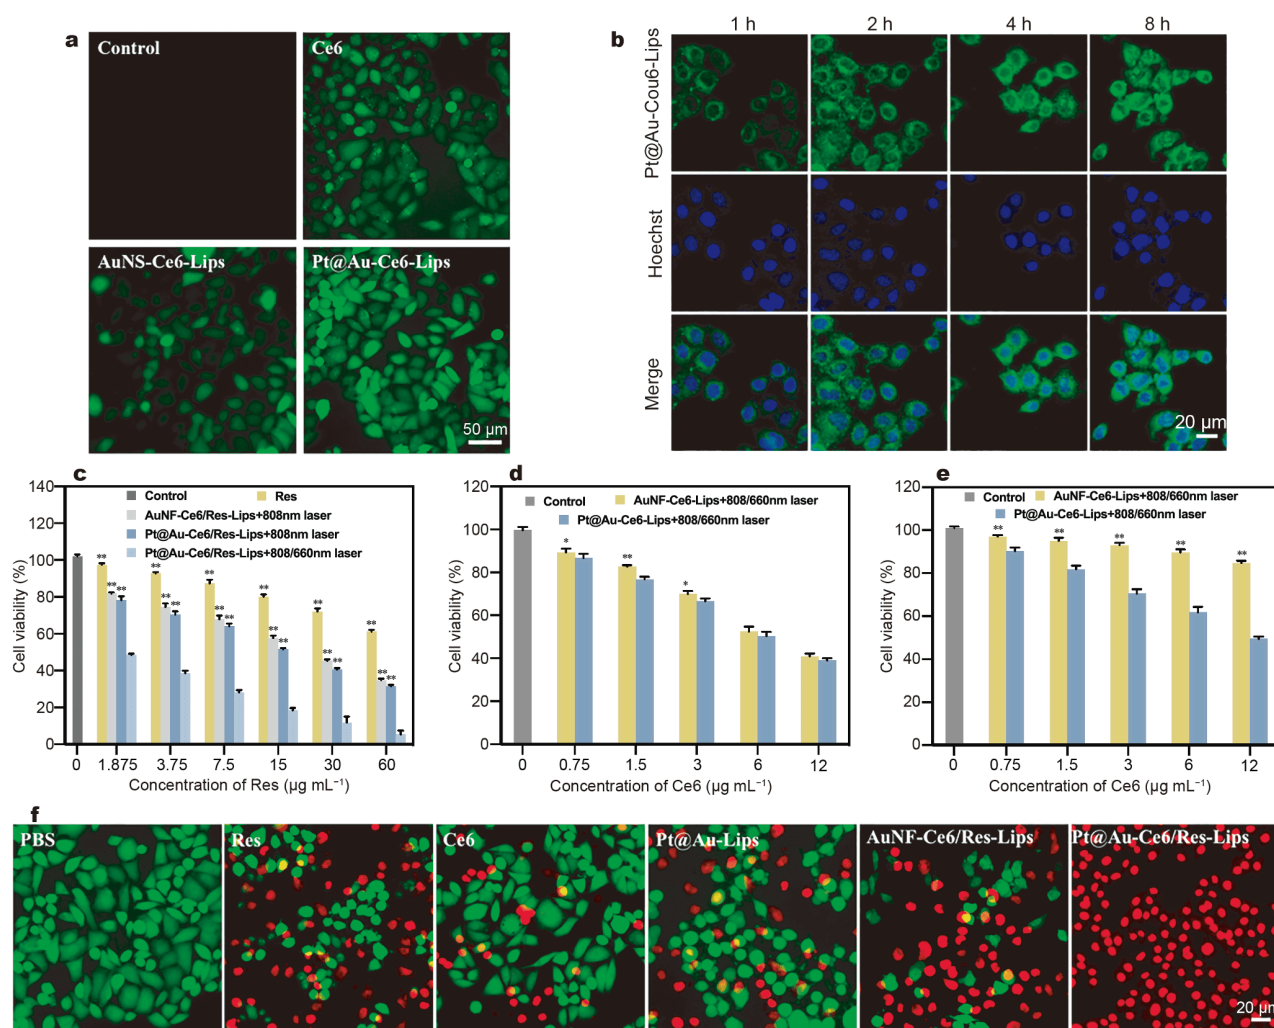 a
Control
Ce6
AuNS-Ce6-Lips
Pt@Au-Ce6-Lips
50 μm
b
1 h
2 h
4 h
8 h
Pt@Au-Cou6-Lips
Hoechst
Merge
20 μm
c
Cell viability (%)
140
120
100
80
60
40
20
0
Control
Res
AuNF-Ce6/Res-Lips+808nm laser
Pt@Au-Ce6/Res-Lips+808nm laser
Pt@Au-Ce6/Res-Lips+808/660nm laser
** ** **
** ** **
** ** **
** ** **
** ** **
** ** **
0 1.875 3.75 7.5 15 30 60
Concentration of Res (μg mL⁻¹)
d
Cell viability (%)
120
100
80
60
40
20
0
Control
AuNF-Ce6-Lips+808/660nm laser
Pt@Au-Ce6-Lips+808/660nm laser
* ** *
0 0.75 1.5 3 6 12
Concentration of Ce6 (μg mL⁻¹)
e
Cell viability (%)
120
100
80
60
40
20
0
Control
AuNF-Ce6-Lips+808/660nm laser
Pt@Au-Ce6-Lips+808/660nm laser
** ** ** ** **
0 0.75 1.5 3 6 12
Concentration of Ce6 (μg mL⁻¹)
f
PBS
Res
Ce6
Pt@Au-Lips
AuNF-Ce6/Res-Lips
Pt@Au-Ce6/Res-Lips
20 μm